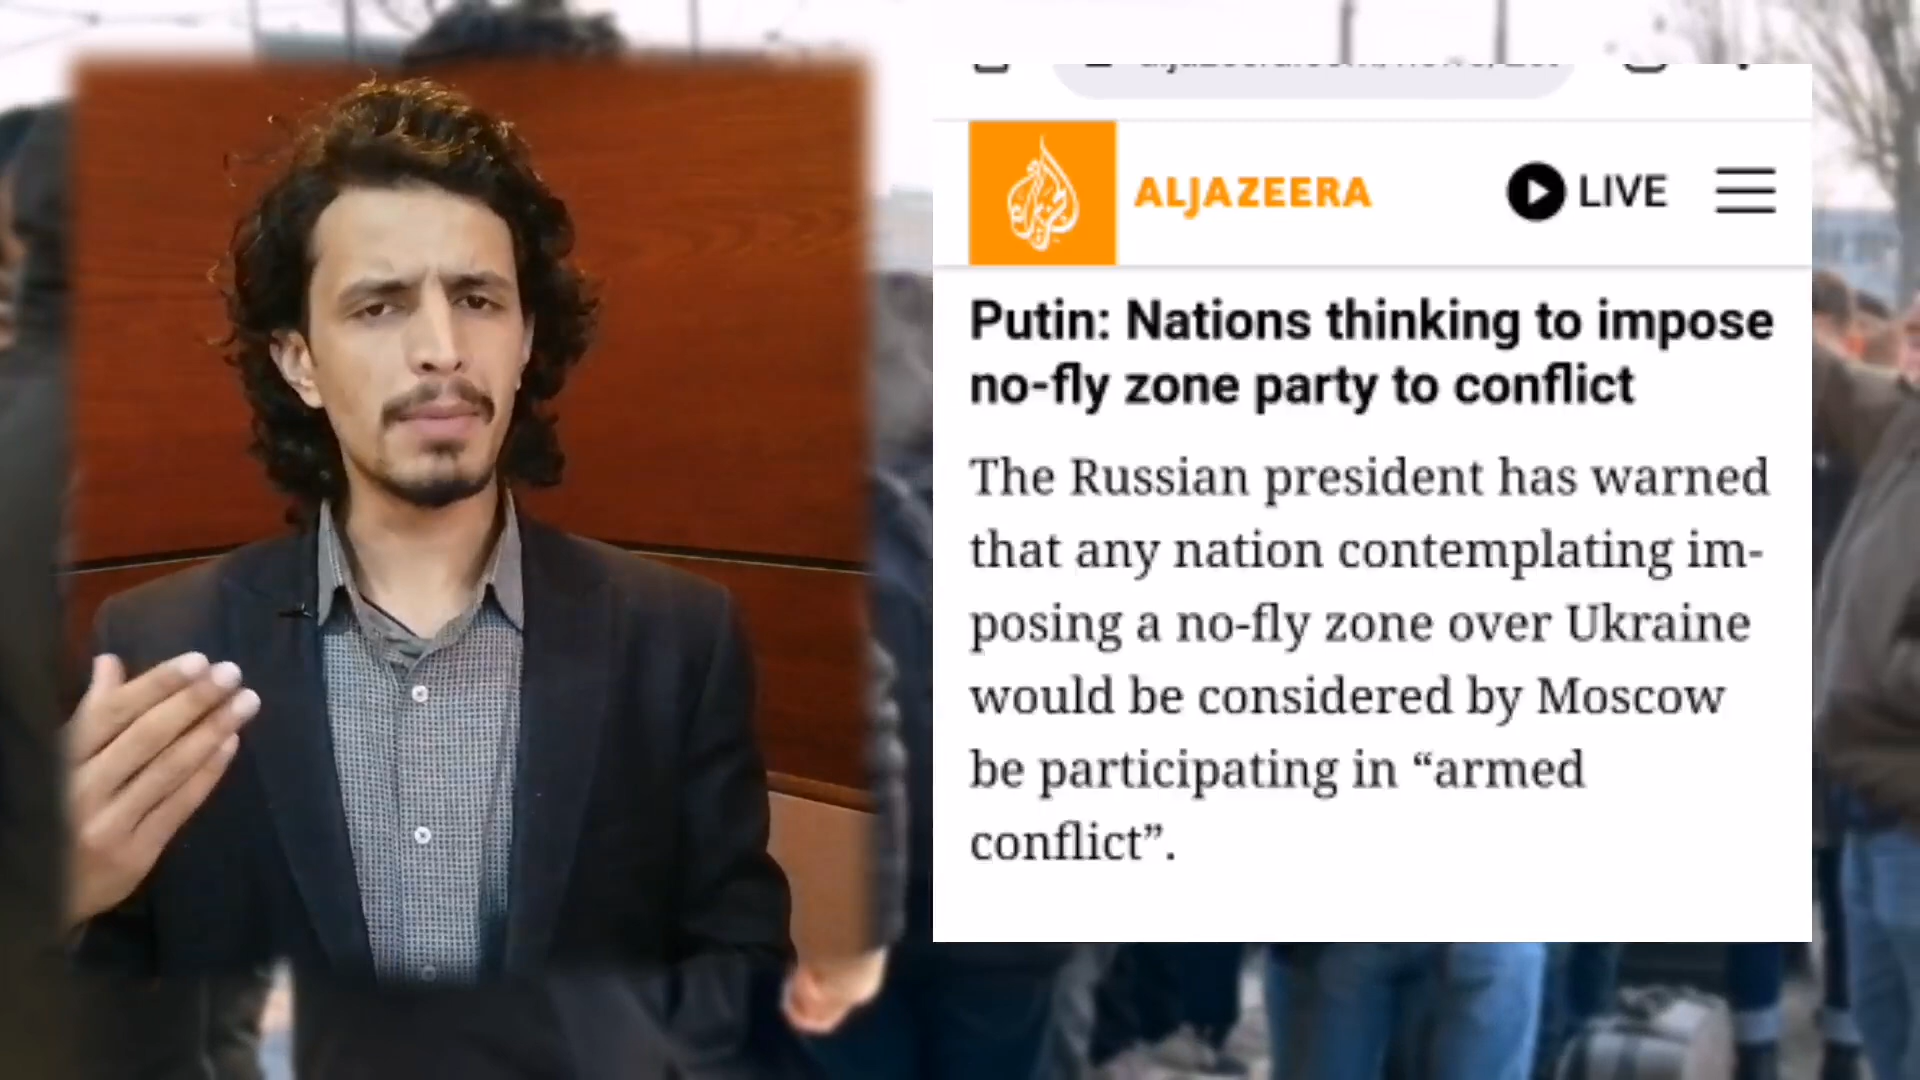 ALJAZEERA
LIVE
Putin: Nations thinking to impose
no-fly zone party to conflict
The Russian president has warned
that any nation contemplating im-
posing a no-fly zone over Ukraine
would be considered by Moscow
be participating in “armed
conflict”.